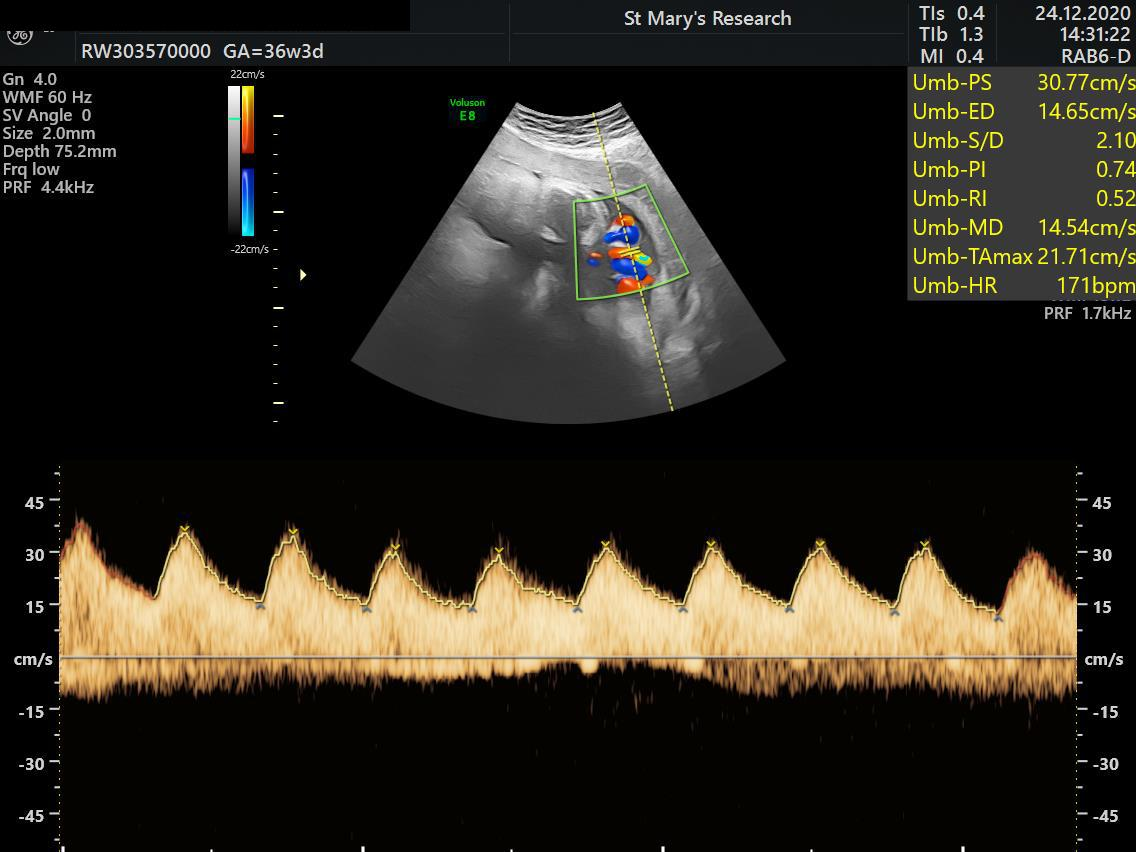 St Mary's Research
RW303570000 GA=36w3d
TIs 0.4 24.12.2020
TIb 1.3 14:31:22
MI 0.4 RAB6-D
Gn 4.0
WMF 60 Hz
SV Angle 0
Size 2.0mm
Depth 75.2mm
Frq low
PRF 4.4kHz
22cm/s
-22cm/s
Voluson
E8
Umb-PS 30.77cm/s
Umb-ED 14.65cm/s
Umb-S/D 2.10
Umb-PI 0.74
Umb-RI 0.52
Umb-MD 14.54cm/s
Umb-TAmax 21.71cm/s
Umb-HR 171bpm
PRF 1.7kHz
45 45
30 30
15 15
cm/s cm/s
-15 -15
-30 -30
-45 -45